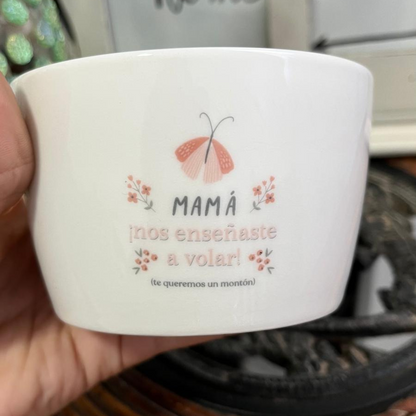 MAMÁ
¡nos enseñaste
a volar!
(te queremos un montón)